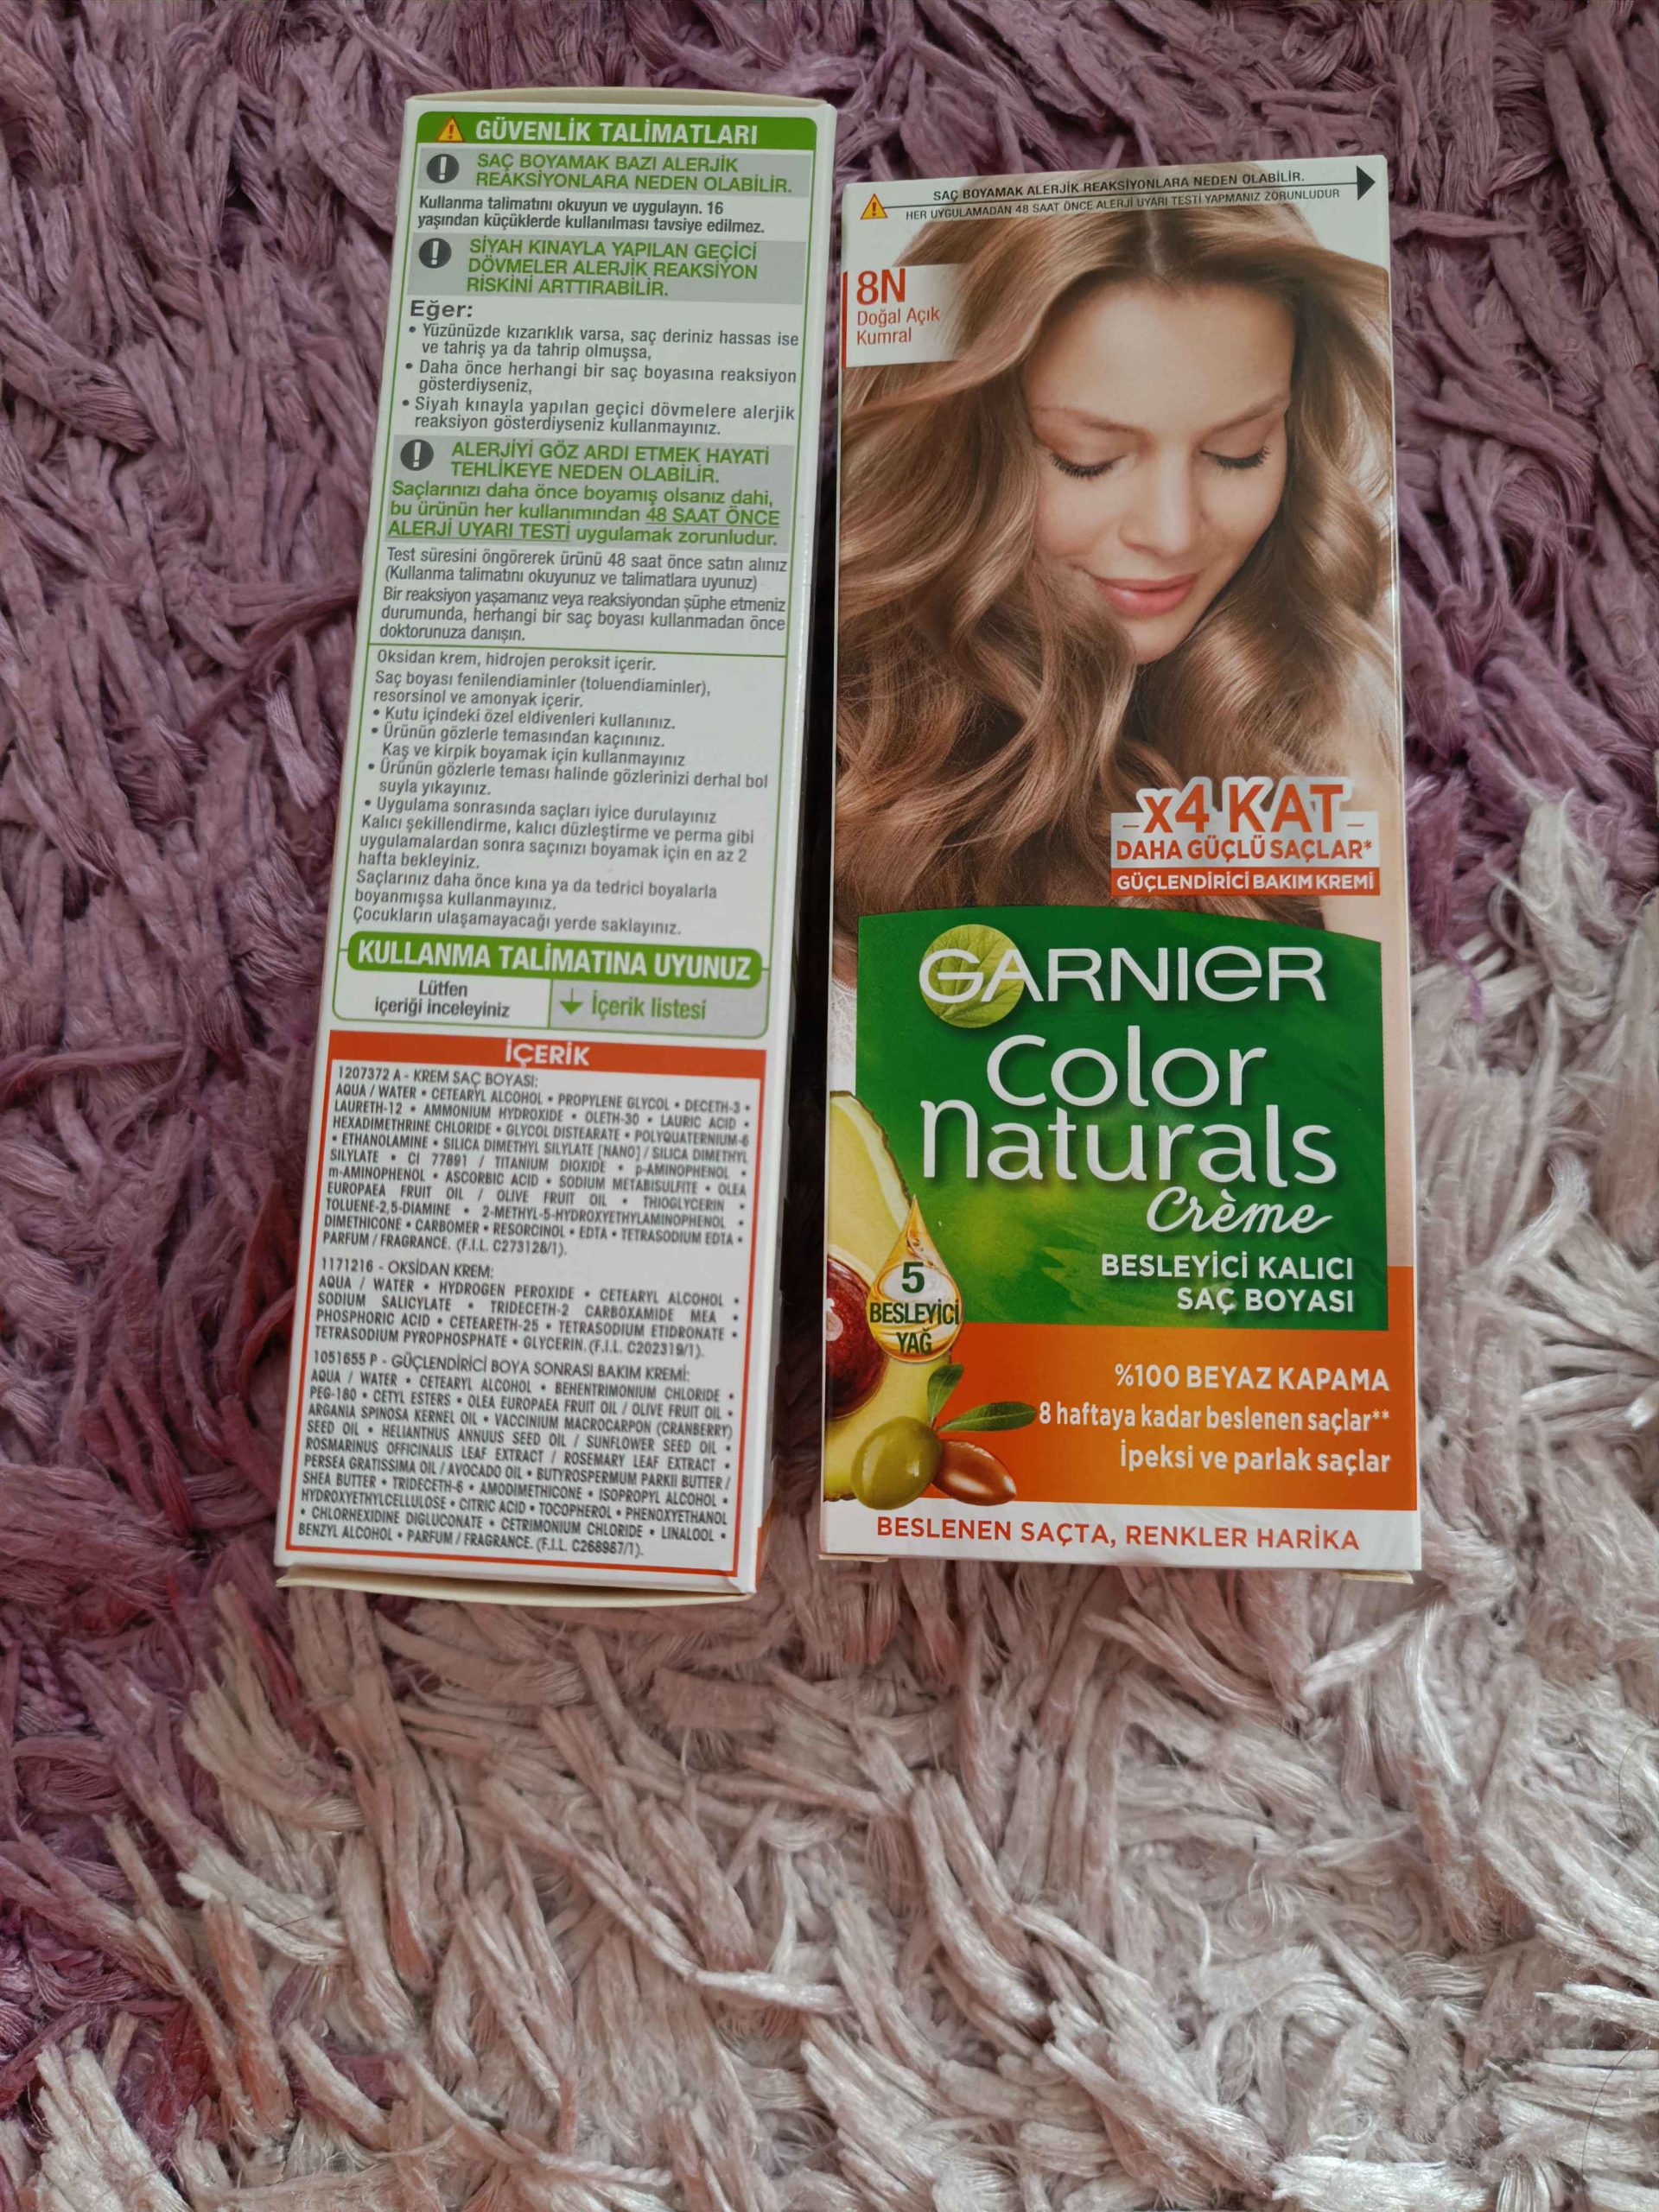 GÜVENLİK TALİMATLARI
SAÇ BOYAMAK BAZI ALERJİK
REAKSİYONLARA NEDEN OLABİLİR.
Kullanma talimatını okuyun ve uygulayın. 16
yaşından küçüklerde kullanılması tavsiye edilmez.
SİYAH KINAYLA YAPILAN GEÇİCİ
DÖVMELER ALERJİK REAKSİYON
RİSKİNİ ARTTIRABİLİR.
Eğer:
• Yüzünüzde kızarıklık varsa, saç deriniz hassas ise
ve tahriş ya da tahrip olmuşsa,
• Daha önce herhangi bir saç boyasına reaksiyon
gösterdiyseniz,
• Siyah kınayla yapılan geçici dövmelere alerjik
reaksiyon gösterdiyseniz kullanmayınız.
ALERJİYİ GÖZ ARDI ETMEK HAYATİ
TEHLİKEYE NEDEN OLABİLİR.
Saçlarınızı daha önce boyamış olsanız dahi,
bu ürünün her kullanımından 48 SAAT ÖNCE
ALERJİ UYARI TESTİ uygulamak zorunludur.
Test süresini öngörerek ürünü 48 saat önce satın alınız
(Kullanma talimatını okuyunuz ve talimatlara uyunuz)
Bir reaksiyon yaşamanız veya reaksiyondan şüphe etmeniz
durumunda, herhangi bir saç boyası kullanmadan önce
doktorunuza danışın.
Oksidan krem, hidrojen peroksit içerir.
Saç boyası fenilendiaminler (toluendiaminler),
resorsinol ve amonyak içerir.
• Kutu içindeki özel eldivenleri kullanınız.
• Ürünün gözlerle temasından kaçınınız.
Kaş ve kirpik boyamak için kullanmayınız
• Ürünün gözlerle teması halinde gözlerinizi derhal bol
suyla yıkayınız.
• Uygulama sonrasında saçları iyice durulayınız
Kalıcı şekillendirme, kalıcı düzleştirme ve perma gibi
uygulamalardan sonra saçınızı boyamak için en az 2
hafta bekleyiniz.
Saçlarınız daha önce kına ya da tedrici boyalarla
boyanmışsa kullanmayınız.
Çocukların ulaşamayacağı yerde saklayınız.
KULLANMA TALİMATINA UYUNUZ
Lütfen
içeriği inceleyiniz
İçerik listesi
İÇERİK
1207372 A - KREM SAÇ BOYASI:
AQUA / WATER • CETEARYL ALCOHOL • PROPYLENE GLYCOL • DECETH-3 •
LAURETH-12 • AMMONIUM HYDROXIDE • OLETH-30 • LAURIC ACID •
HEXADIMETHRINE CHLORIDE • GLYCOL DISTEARATE • POLYQUATERNIUM-6
• ETHANOLAMINE • SILICA DIMETHYL SILYLATE [NANO] / SILICA DIMETHYL
SILYLATE • CI 77891 / TITANIUM DIOXIDE • p-AMINOPHENOL •
m-AMINOPHENOL • ASCORBIC ACID • SODIUM METABISULFITE • OLEA
EUROPAEA FRUIT OIL / OLIVE FRUIT OIL • THIOGLYCERIN •
TOLUENE-2,5-DIAMINE • 2-METHYL-5-HYDROXYETHYLAMINOPHENOL •
DIMETHICONE • CARBOMER • RESORCINOL • EDTA • TETRASODIUM EDTA •
PARFUM / FRAGRANCE. (F.I.L. C273128/1).
1171216 - OKSİDAN KREM:
AQUA / WATER • HYDROGEN PEROXIDE • CETEARYL ALCOHOL •
SODIUM SALICYLATE • TRIDECETH-2 CARBOXAMIDE MEA •
PHOSPHORIC ACID • CETEARETH-25 • TETRASODIUM ETIDRONATE •
TETRASODIUM PYROPHOSPHATE • GLYCERIN. (F.I.L. C202319/1).
1051655 P - GÜÇLENDİRİCİ BOYA SONRASI BAKIM KREMİ:
AQUA / WATER • CETEARYL ALCOHOL • BEHENTRIMONIUM CHLORIDE •
PEG-180 • CETYL ESTERS • OLEA EUROPAEA FRUIT OIL / OLIVE FRUIT OIL •
ARGANIA SPINOSA KERNEL OIL • VACCINIUM MACROCARPON (CRANBERRY)
SEED OIL • HELIANTHUS ANNUUS SEED OIL / SUNFLOWER SEED OIL •
ROSMARINUS OFFICINALIS LEAF EXTRACT / ROSEMARY LEAF EXTRACT •
PERSEA GRATISSIMA OIL / AVOCADO OIL • BUTYROSPERMUM PARKII BUTTER /
SHEA BUTTER • TRIDECETH-6 • AMODIMETHICONE • ISOPROPYL ALCOHOL •
HYDROXYETHYLCELLULOSE • CITRIC ACID • TOCOPHEROL • PHENOXYETHANOL
• CHLORHEXIDINE DIGLUCONATE • CETRIMONIUM CHLORIDE • LINALOOL •
BENZYL ALCOHOL • PARFUM / FRAGRANCE. (F.I.L. C268987/1).
SAÇ BOYAMAK ALERJİK REAKSİYONLARA NEDEN OLABİLİR.
HER UYGULAMADAN 48 SAAT ÖNCE ALERJİ UYARI TESTİ YAPMANIZ ZORUNLUDUR
8N
Doğal Açık
Kumral
x4 KAT
DAHA GÜÇLÜ SAÇLAR*
GÜÇLENDİRİCİ BAKIM KREMİ
GARNIER
Color
Naturals
Crème
BESLEYİCİ KALICI
SAÇ BOYASI
5
BESLEYİCİ
YAĞ
%100 BEYAZ KAPAMA
8 haftaya kadar beslenen saçlar**
İpeksi ve parlak saçlar
BESLENEN SAÇTA, RENKLER HARİKA